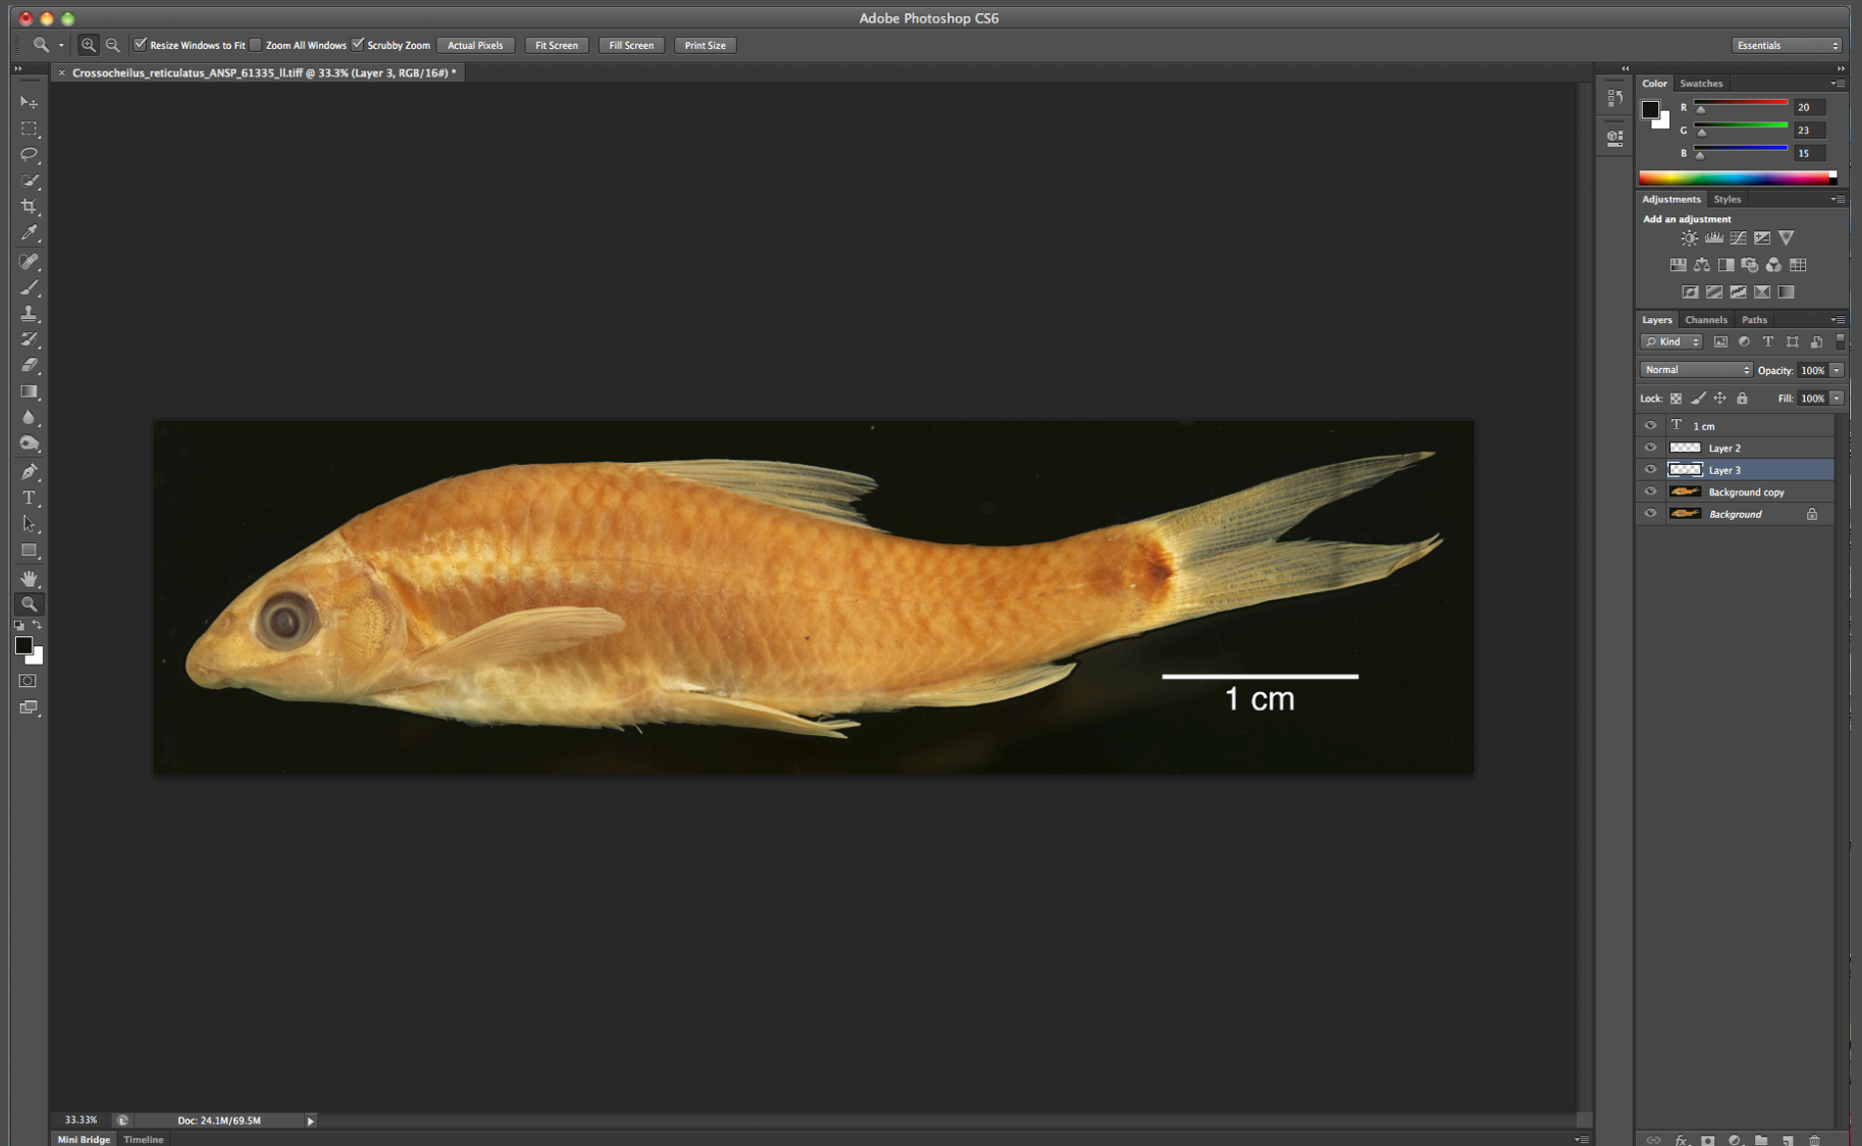 Adobe Photoshop CS6
Resize Windows to Fit Zoom All Windows Scrubby Zoom Actual Pixels Fit Screen Fill Screen Print Size Essentials
× Crossocheilus_reticulatus_ANSP_61335_ll.tiff @ 33.3% (Layer 3, RGB/16#) *
Color Swatches
R 20
G 23
B 15
Adjustments Styles
Add an adjustment
Layers Channels Paths
Kind
Normal Opacity: 100%
Lock: Fill: 100%
T 1 cm
Layer 2
Layer 3
Background copy
Background
1 cm
33.33% Doc: 24.1M/69.5M
Mini Bridge Timeline